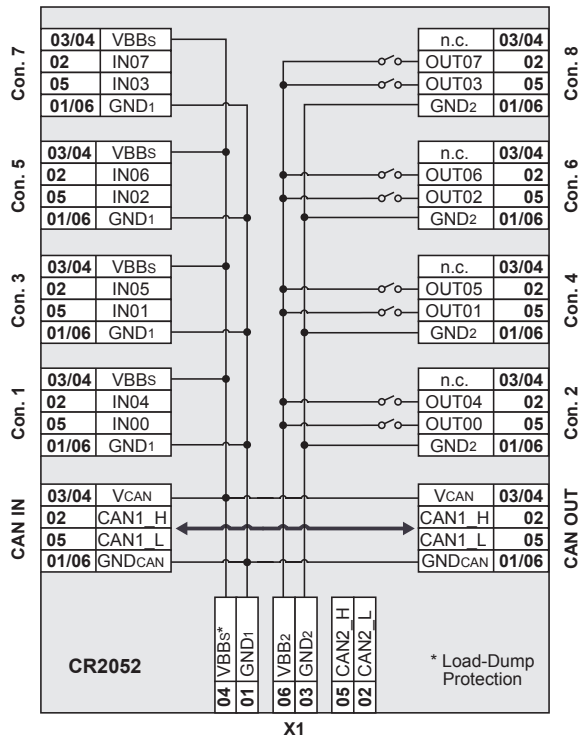 Con. 7
03/04 VBBs
02 IN07
05 IN03
01/06 GND1
n.c. 03/04
OUT07 02
OUT03 05
GND2 01/06
Con. 8
Con. 5
03/04 VBBs
02 IN06
05 IN02
01/06 GND1
n.c. 03/04
OUT06 02
OUT02 05
GND2 01/06
Con. 6
Con. 3
03/04 VBBs
02 IN05
05 IN01
01/06 GND1
n.c. 03/04
OUT05 02
OUT01 05
GND2 01/06
Con. 4
Con. 1
03/04 VBBs
02 IN04
05 IN00
01/06 GND1
n.c. 03/04
OUT04 02
OUT00 05
GND2 01/06
Con. 2
CAN IN
03/04 VCAN
02 CAN1_H
05 CAN1_L
01/06 GNDCAN
VCAN 03/04
CAN1_H 02
CAN1_L 05
GNDCAN 01/06
CAN OUT
CR2052
04 VBBs*
01 GND1
06 VBB2
03 GND2
05 CAN2_H
02 CAN2_L
* Load-Dump
Protection
X1